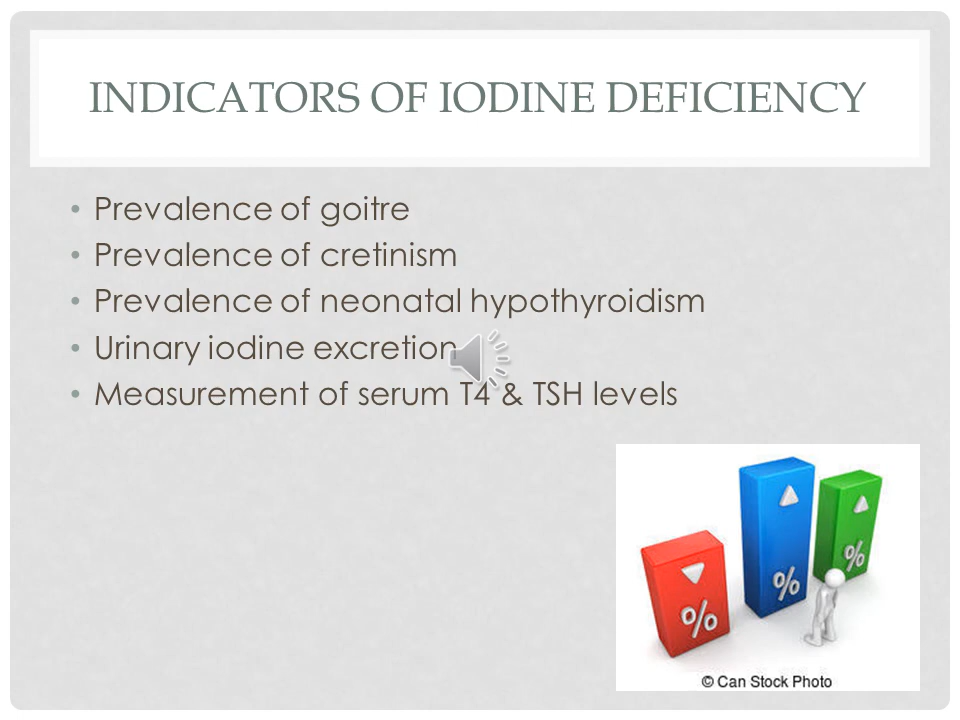 INDICATORS OF IODINE DEFICIENCY
• Prevalence of goitre
• Prevalence of cretinism
• Prevalence of neonatal hypothyroidism
• Urinary iodine excretion
• Measurement of serum T4 & TSH levels
% % %
© Can Stock Photo